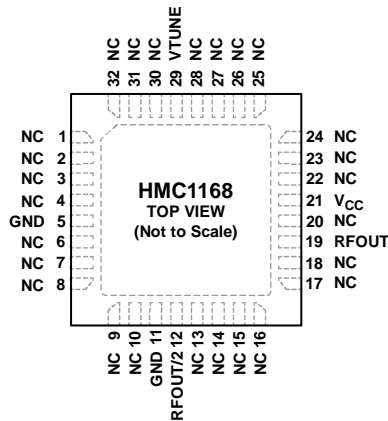 32 NC
31 NC
30 NC
29 VTUNE
28 NC
27 NC
26 NC
25 NC
NC 1
NC 2
NC 3
NC 4
GND 5
NC 6
NC 7
NC 8
HMC1168
TOP VIEW
(Not to Scale)
24 NC
23 NC
22 NC
21 VCC
20 NC
19 RFOUT
18 NC
17 NC
NC 9
NC 10
GND 11
RFOUT/2 12
NC 13
NC 14
NC 15
NC 16